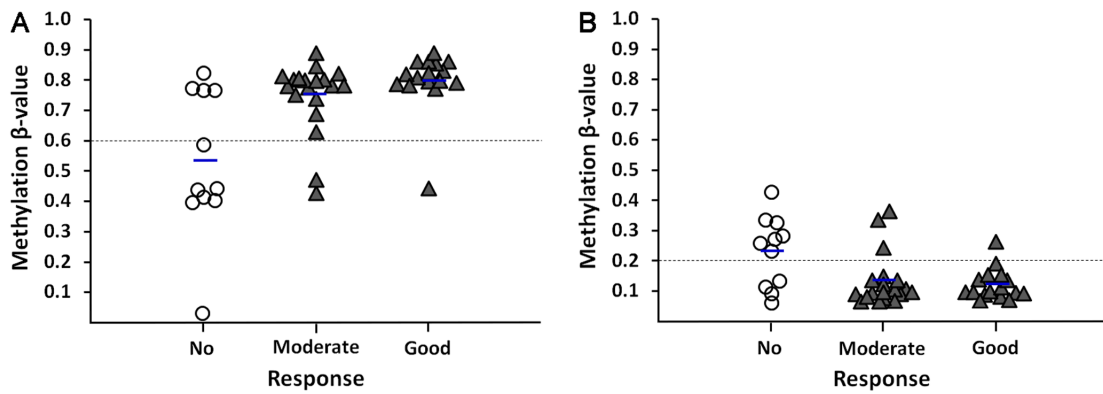 A
Methylation β-value
1.0
0.9
0.8
0.7
0.6
0.5
0.4
0.3
0.2
0.1
No
Moderate
Good
Response
B
Methylation β-value
1.0
0.9
0.8
0.7
0.6
0.5
0.4
0.3
0.2
0.1
No
Moderate
Good
Response